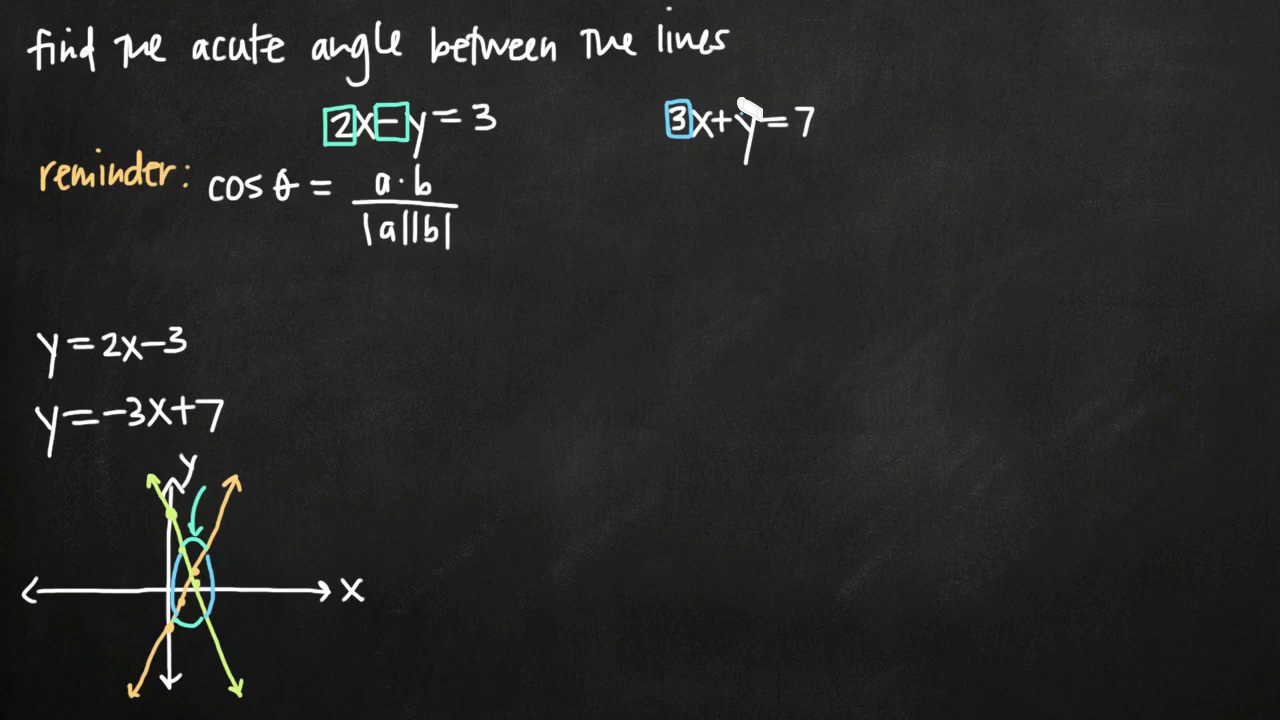 find the acute angle between the lines
2x-y=3 3x+y=7
reminder: cos θ = a·b / |a||b|
y=2x-3
y=-3x+7
y
x